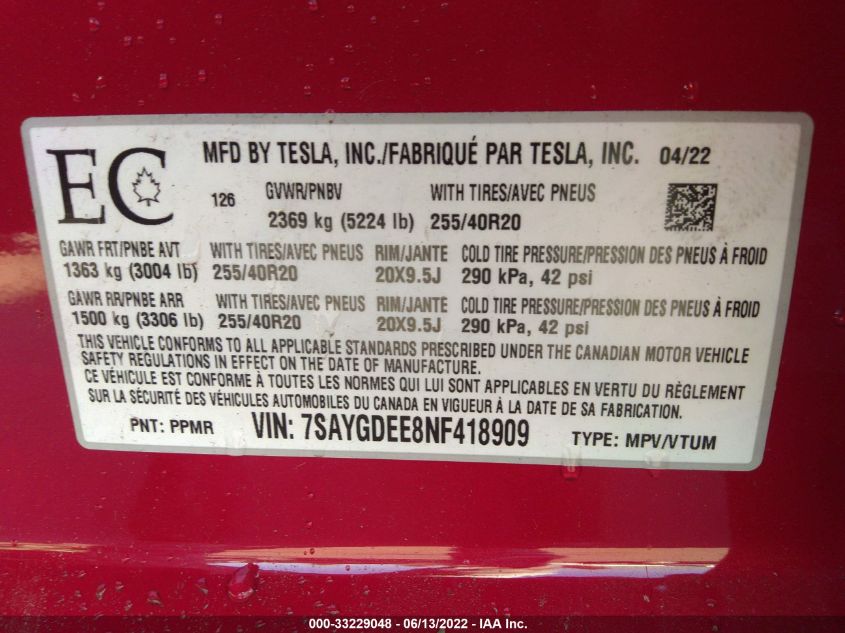 EC
MFD BY TESLA, INC./FABRIQUÉ PAR TESLA, INC. 04/22
126 GVWR/PNBV WITH TIRES/AVEC PNEUS
2369 kg (5224 lb) 255/40R20
GAWR FRT/PNBE AVT WITH TIRES/AVEC PNEUS RIM/JANTE COLD TIRE PRESSURE/PRESSION DES PNEUS À FROID
1363 kg (3004 lb) 255/40R20 20X9.5J 290 kPa, 42 psi
GAWR RR/PNBE ARR WITH TIRES/AVEC PNEUS RIM/JANTE COLD TIRE PRESSURE/PRESSION DES PNEUS À FROID
1500 kg (3306 lb) 255/40R20 20X9.5J 290 kPa, 42 psi
THIS VEHICLE CONFORMS TO ALL APPLICABLE STANDARDS PRESCRIBED UNDER THE CANADIAN MOTOR VEHICLE
SAFETY REGULATIONS IN EFFECT ON THE DATE OF MANUFACTURE.
CE VÉHICULE EST CONFORME À TOUTES LES NORMES QUI LUI SONT APPLICABLES EN VERTU DU RÈGLEMENT
SUR LA SÉCURITÉ DES VÉHICULES AUTOMOBILES DU CANADA EN VIGUEUR À LA DATE DE SA FABRICATION.
PNT: PPMR VIN: 7SAYGDEE8NF418909 TYPE: MPV/VTUM
000-33229048 - 06/13/2022 - IAA Inc.